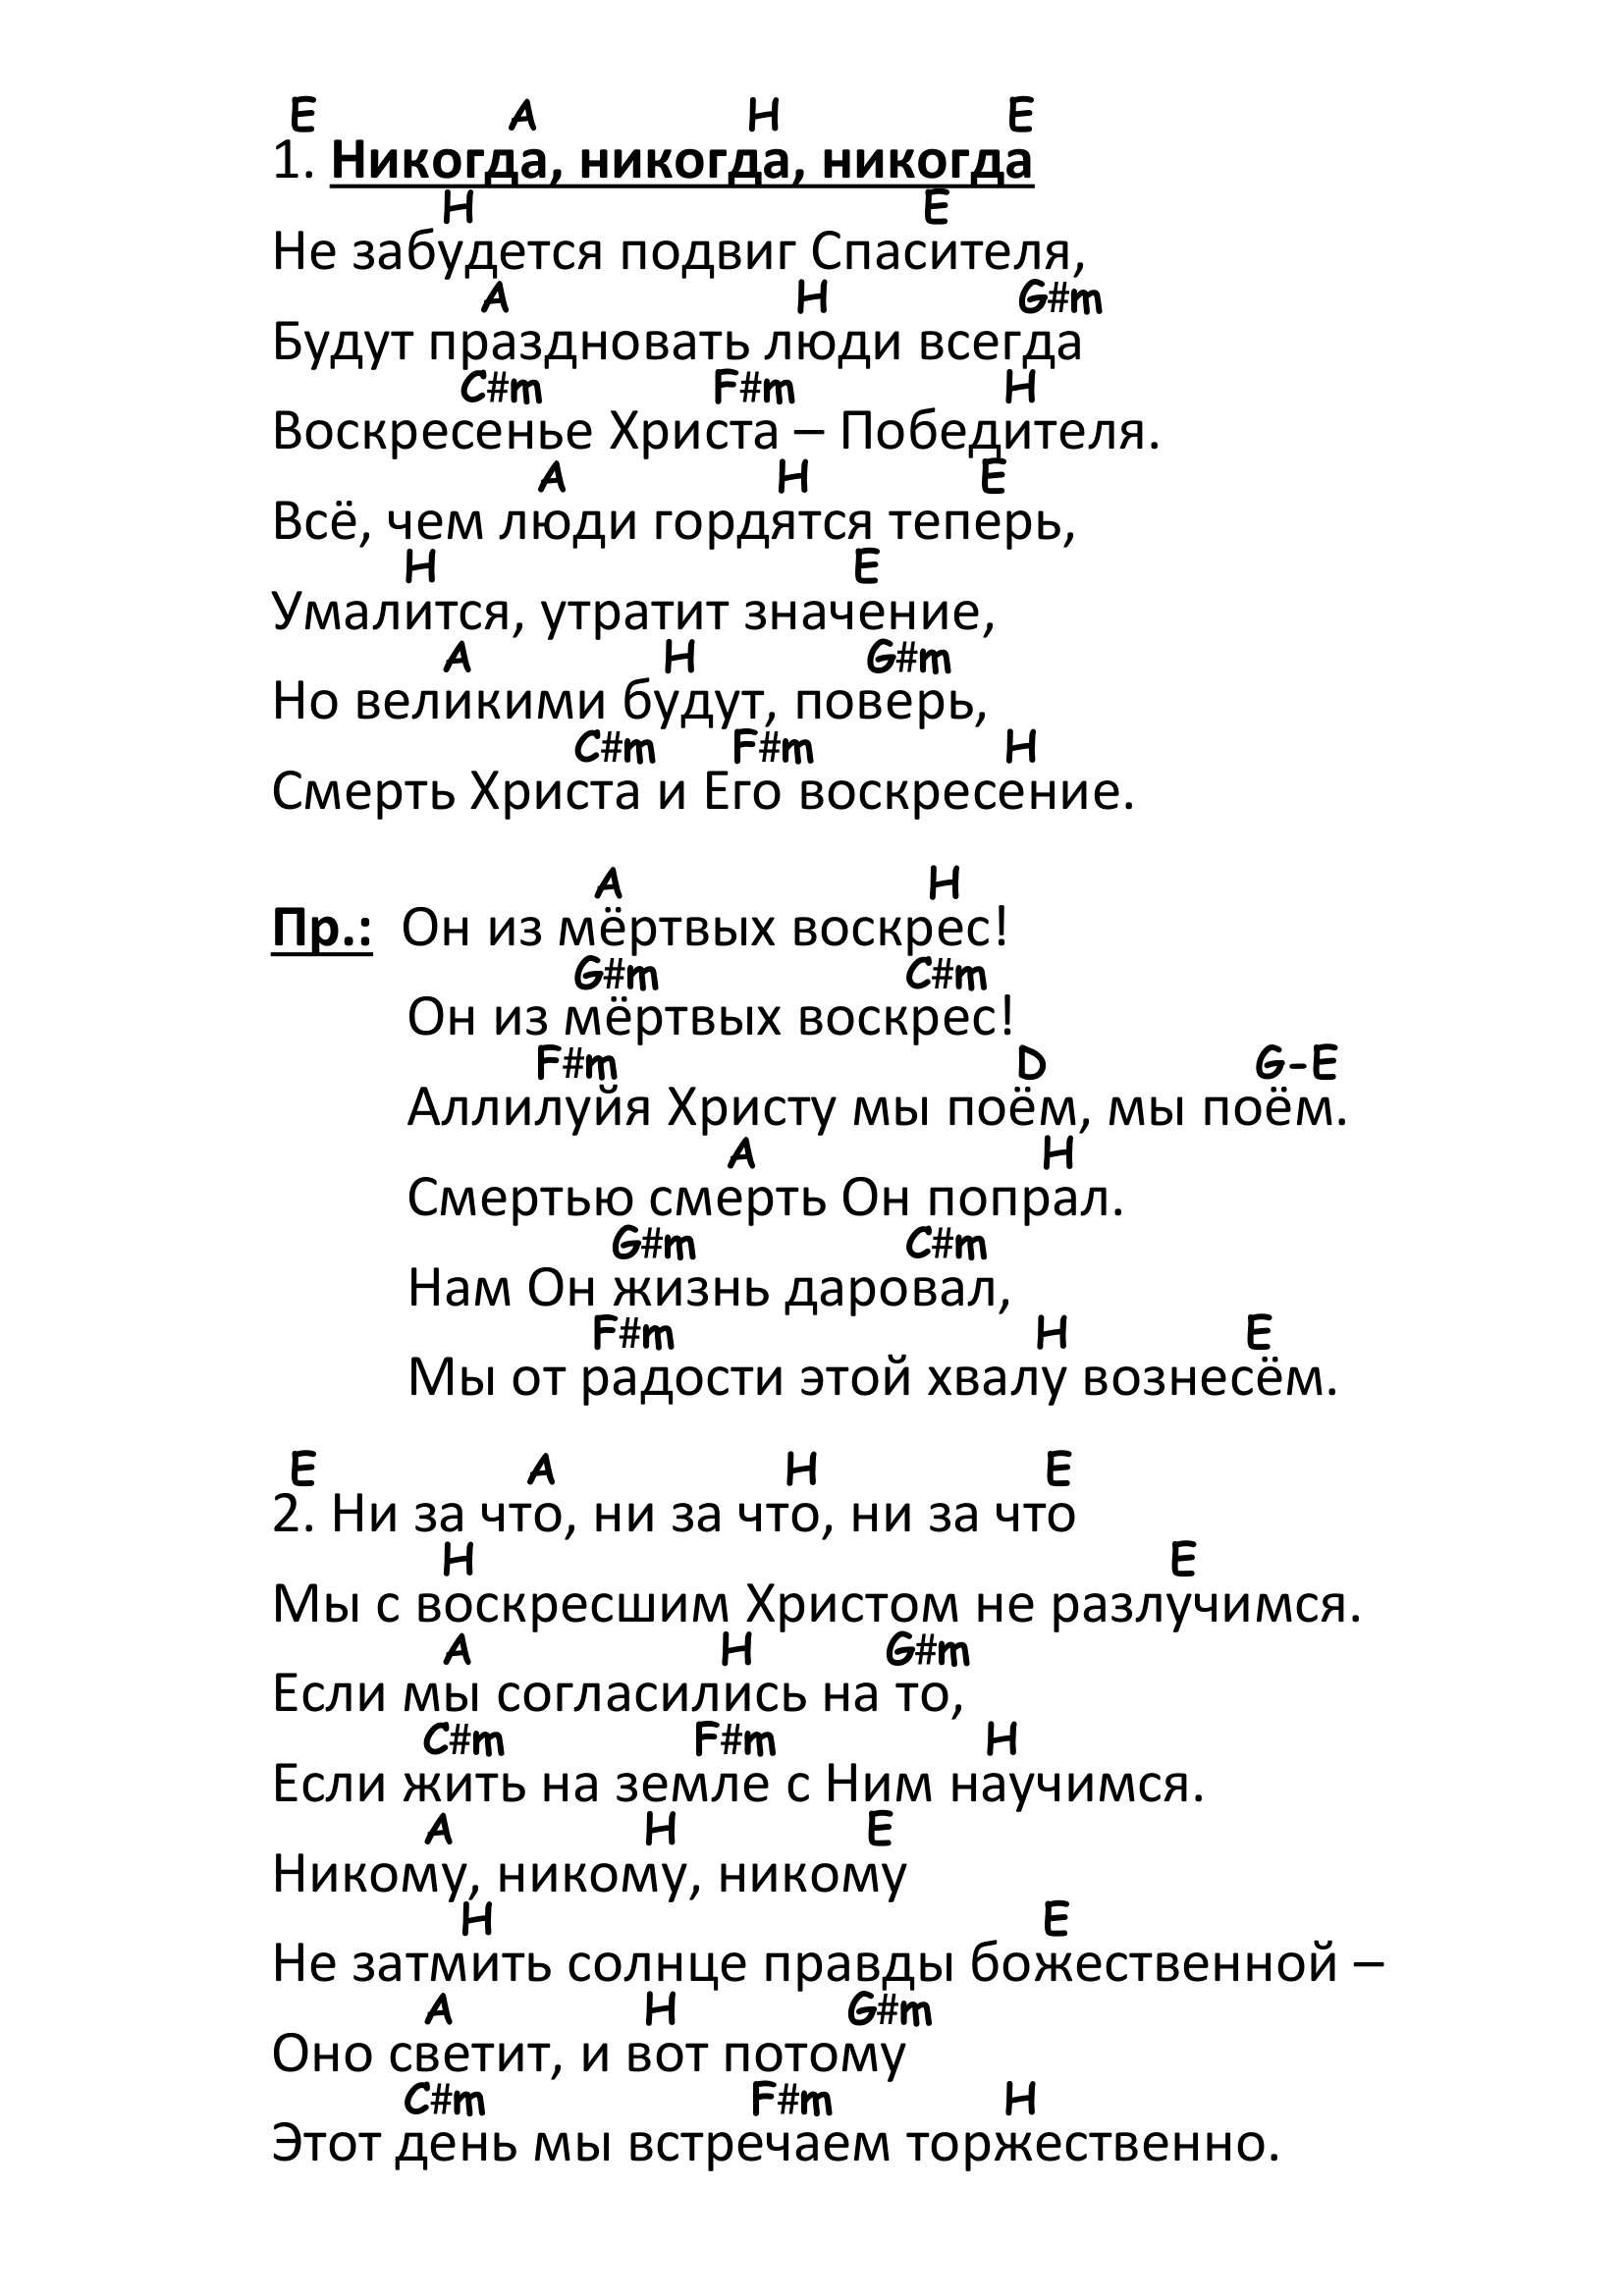 E A H E
1. Никогда, никогда, никогда
H E
Не забудется подвиг Спасителя,
A H G#m
Будут праздновать люди всегда
C#m F#m H
Воскресенье Христа – Победителя.
A H E
Всё, чем люди гордятся теперь,
H E
Умалится, утратит значение,
A H G#m
Но великими будут, поверь,
C#m F#m H
Смерть Христа и Его воскресение.
A H
Пр.: Он из мёртвых воскрес!
G#m C#m
Он из мёртвых воскрес!
F#m D G-E
Аллилуйя Христу мы поём, мы поём.
A H
Смертью смерть Он попрал.
G#m C#m
Нам Он жизнь даровал,
F#m H E
Мы от радости этой хвалу вознесём.
E A H E
2. Ни за что, ни за что, ни за что
H E
Мы с воскресшим Христом не разлучимся.
A H G#m
Если мы согласились на то,
C#m F#m H
Если жить на земле с Ним научимся.
A H E
Никому, никому, никому
H E
Не затмить солнце правды божественной –
A H G#m
Оно светит, и вот потому
C#m F#m H
Этот день мы встречаем торжественно.